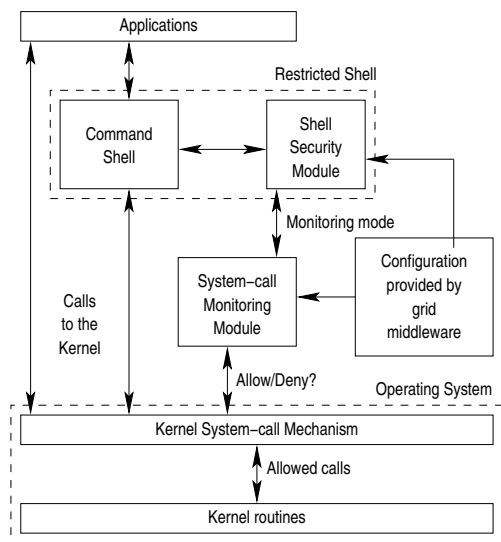 Applications
Restricted Shell
Command
Shell
Shell
Security
Module
Monitoring mode
System-call
Monitoring
Module
Configuration
provided by
grid
middleware
Calls
to the
Kernel
Allow/Deny?
Operating System
Kernel System-call Mechanism
Allowed calls
Kernel routines